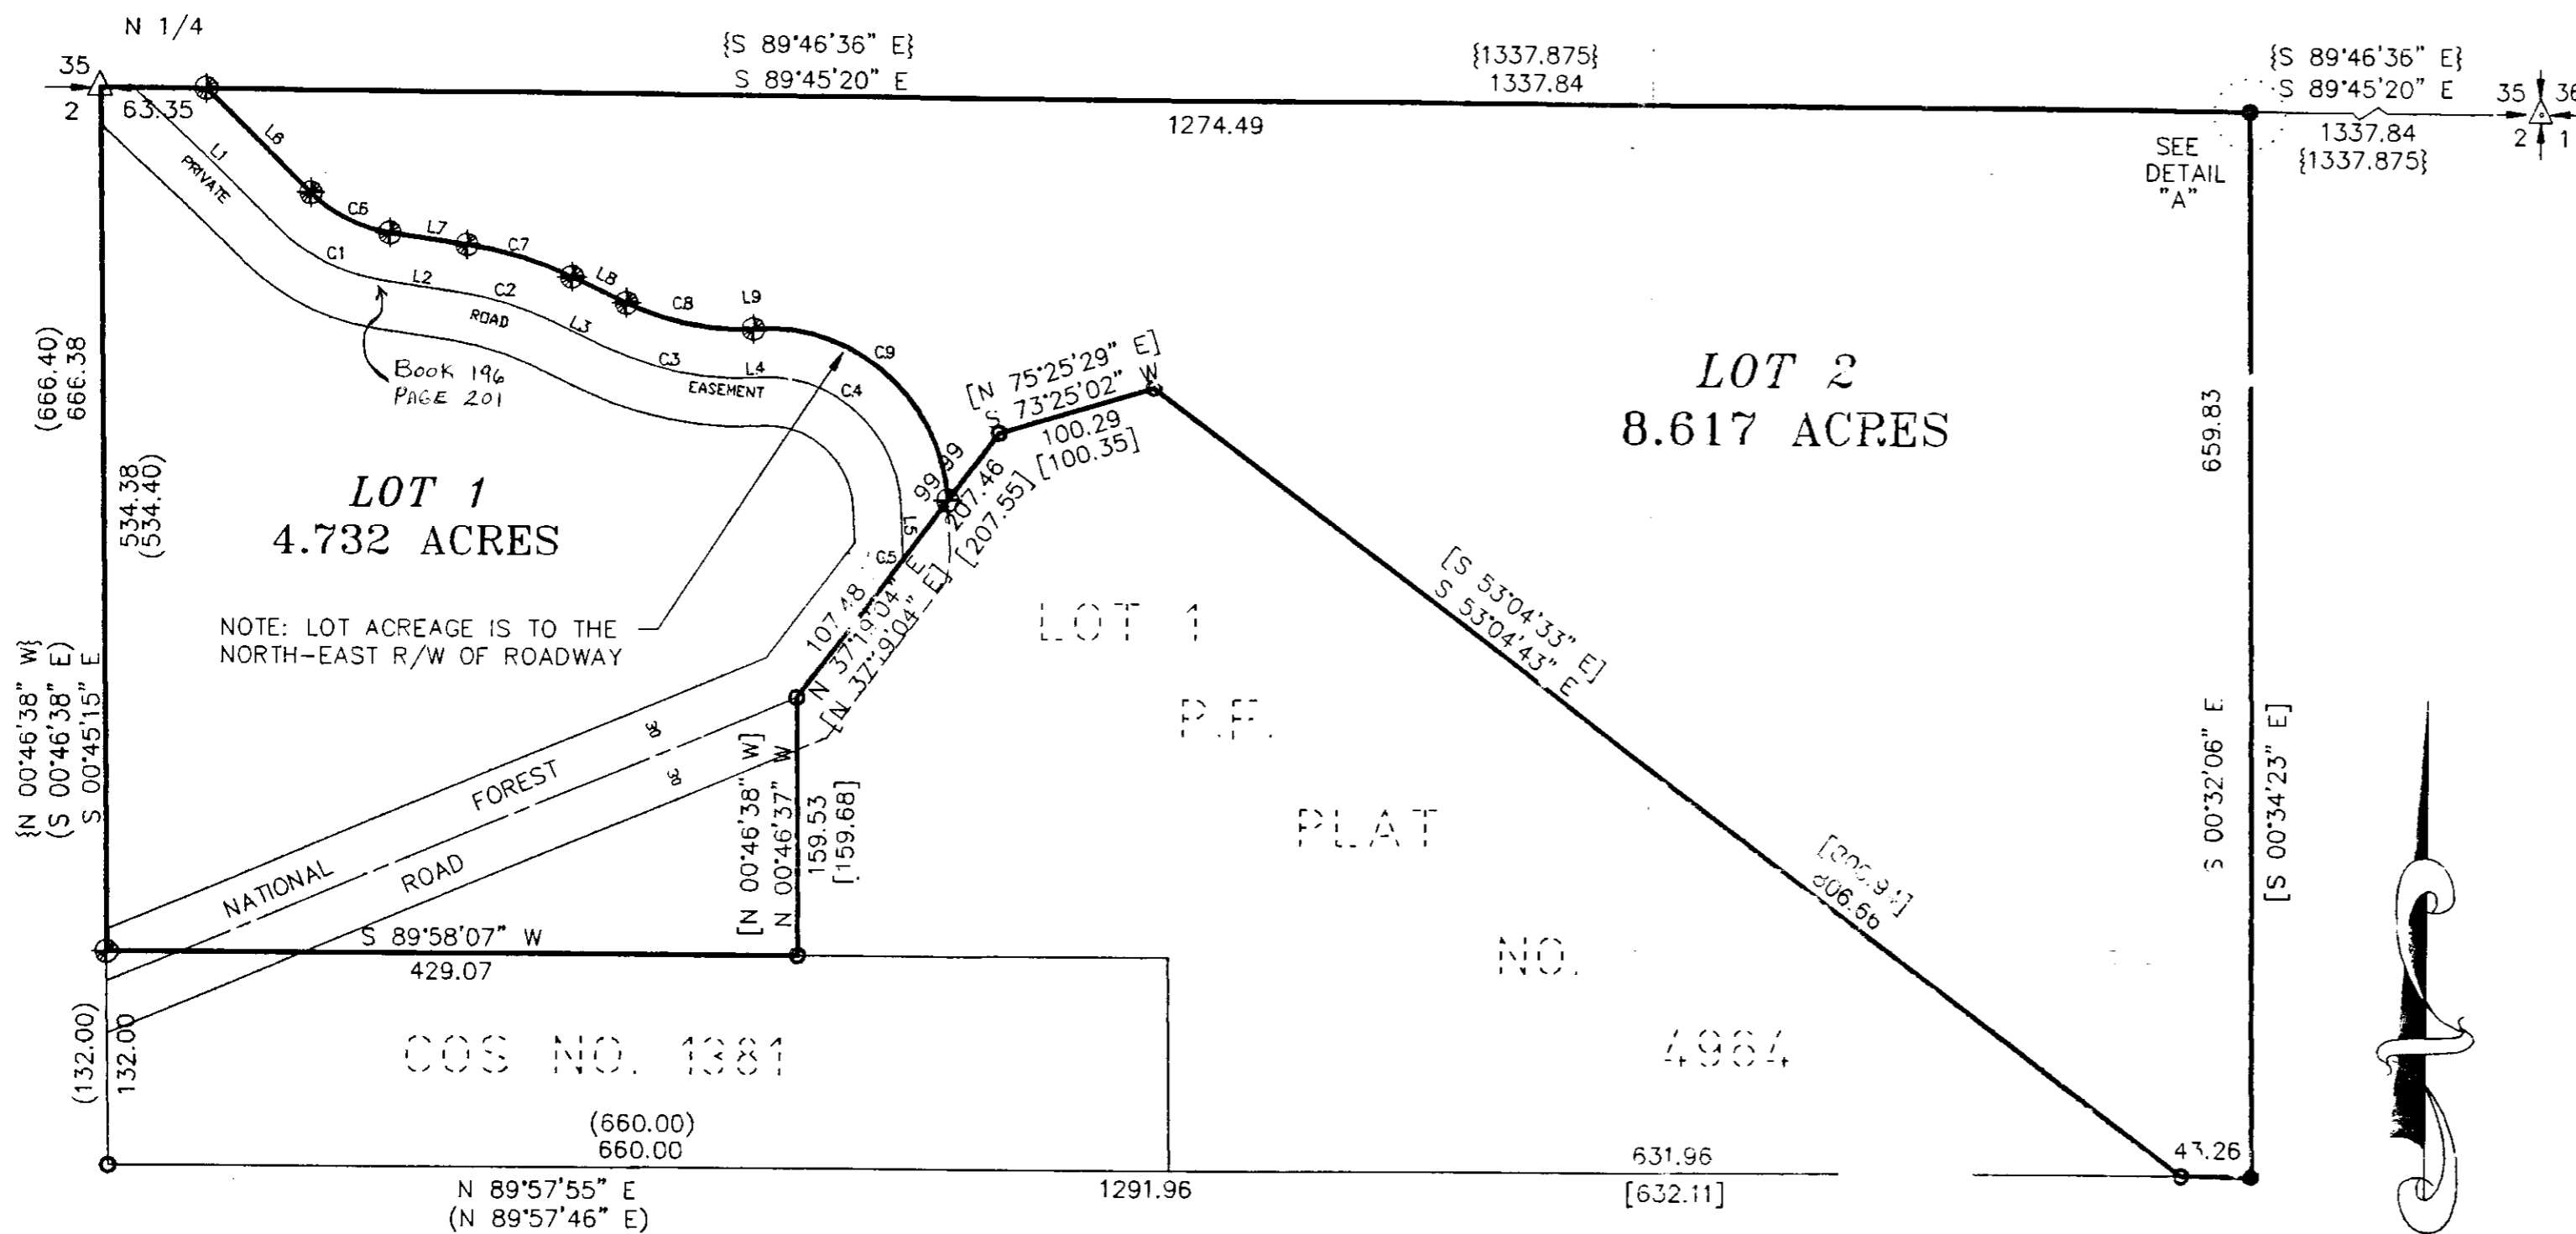 N 1/4
{S 89°46'36" E}
S 89°45'20" E
{1337.875}
1337.84
{S 89°46'36" E}
S 89°45'20" E
35
2
63.35
1274.49
35 36
2 1
1337.84
{1337.875}
SEE
DETAIL
"A"
L6
L1
PRIVATE
C6
L7
C7
L8
C8
L9
C9
C1
L2
C2
ROAD
L3
C3
L4
EASEMENT
C4
L5
C5
BOOK 196
PAGE 201
(666.40)
666.38
534.38
(534.40)
LOT 1
4.732 ACRES
NOTE: LOT ACREAGE IS TO THE
NORTH-EAST R/W OF ROADWAY
[N 75°25'29" E]
S 73°25'02" W
100.29
[100.35]
99.99
207.46
[207.55]
107.48
N 37°19'04" E
[N 37°19'04" E]
LOT 2
8.617 ACRES
659.83
[S 53°04'33" E]
S 53°04'43" E
806.66
S 00°32'06" E
[S 00°34'23" E]
{N 00°46'38" W}
(S 00°46'38" E)
S 00°45'15" E
LOT 1
P.F.
PLAT
NO.
4964
30
30
NATIONAL FOREST
ROAD
[N 00°46'38" W]
N 00°46'37" W
159.53
[159.68]
S 89°58'07" W
429.07
(132.00)
132.00
COS NO. 1381
(660.00)
660.00
N 89°57'55" E
(N 89°57'46" E)
1291.96
631.96
[632.11]
43.26